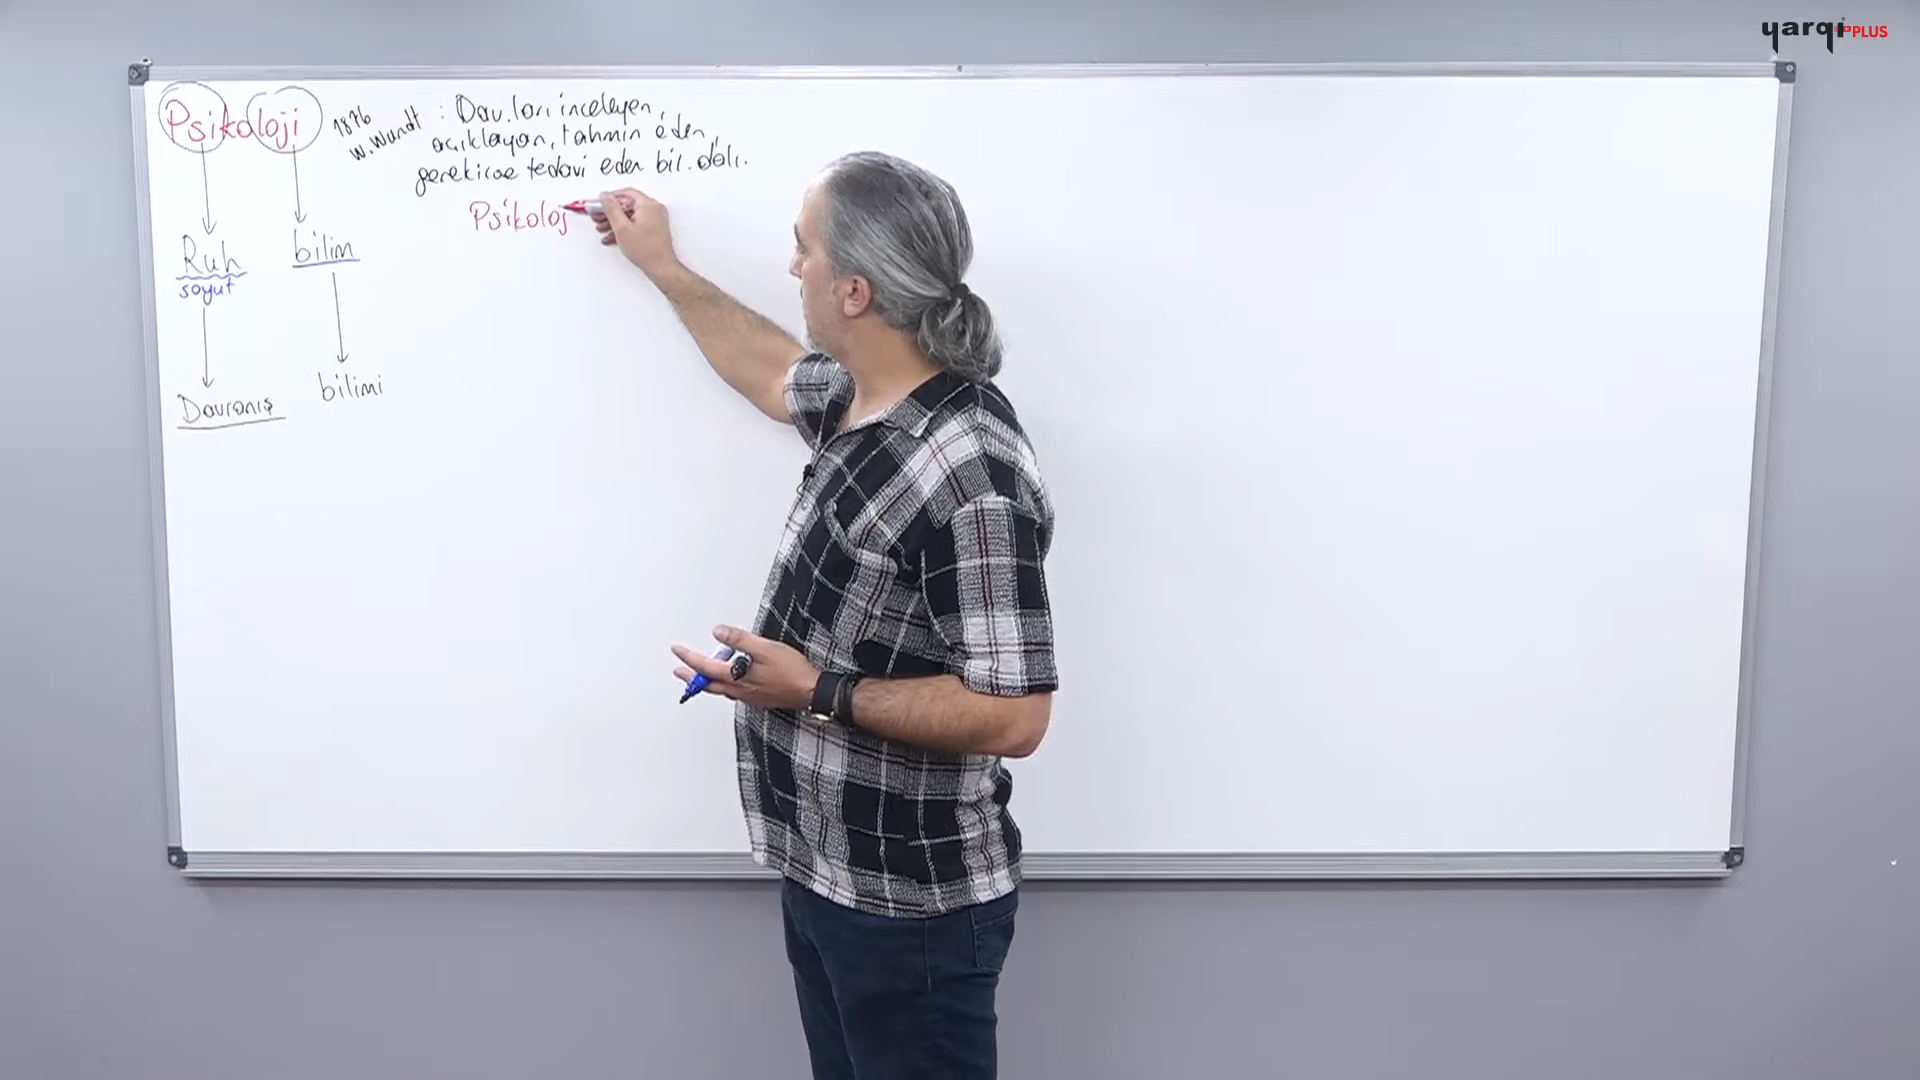 yarqi PLUS
Psikoloji
1876
W. Wundt
: Dav.ları inceleyen,
açıklayan, tahmin eden,
gerekirse tedavi eden bil. dalı.
Psikoloj
Ruh
soyut
bilim
Davranış
bilimi